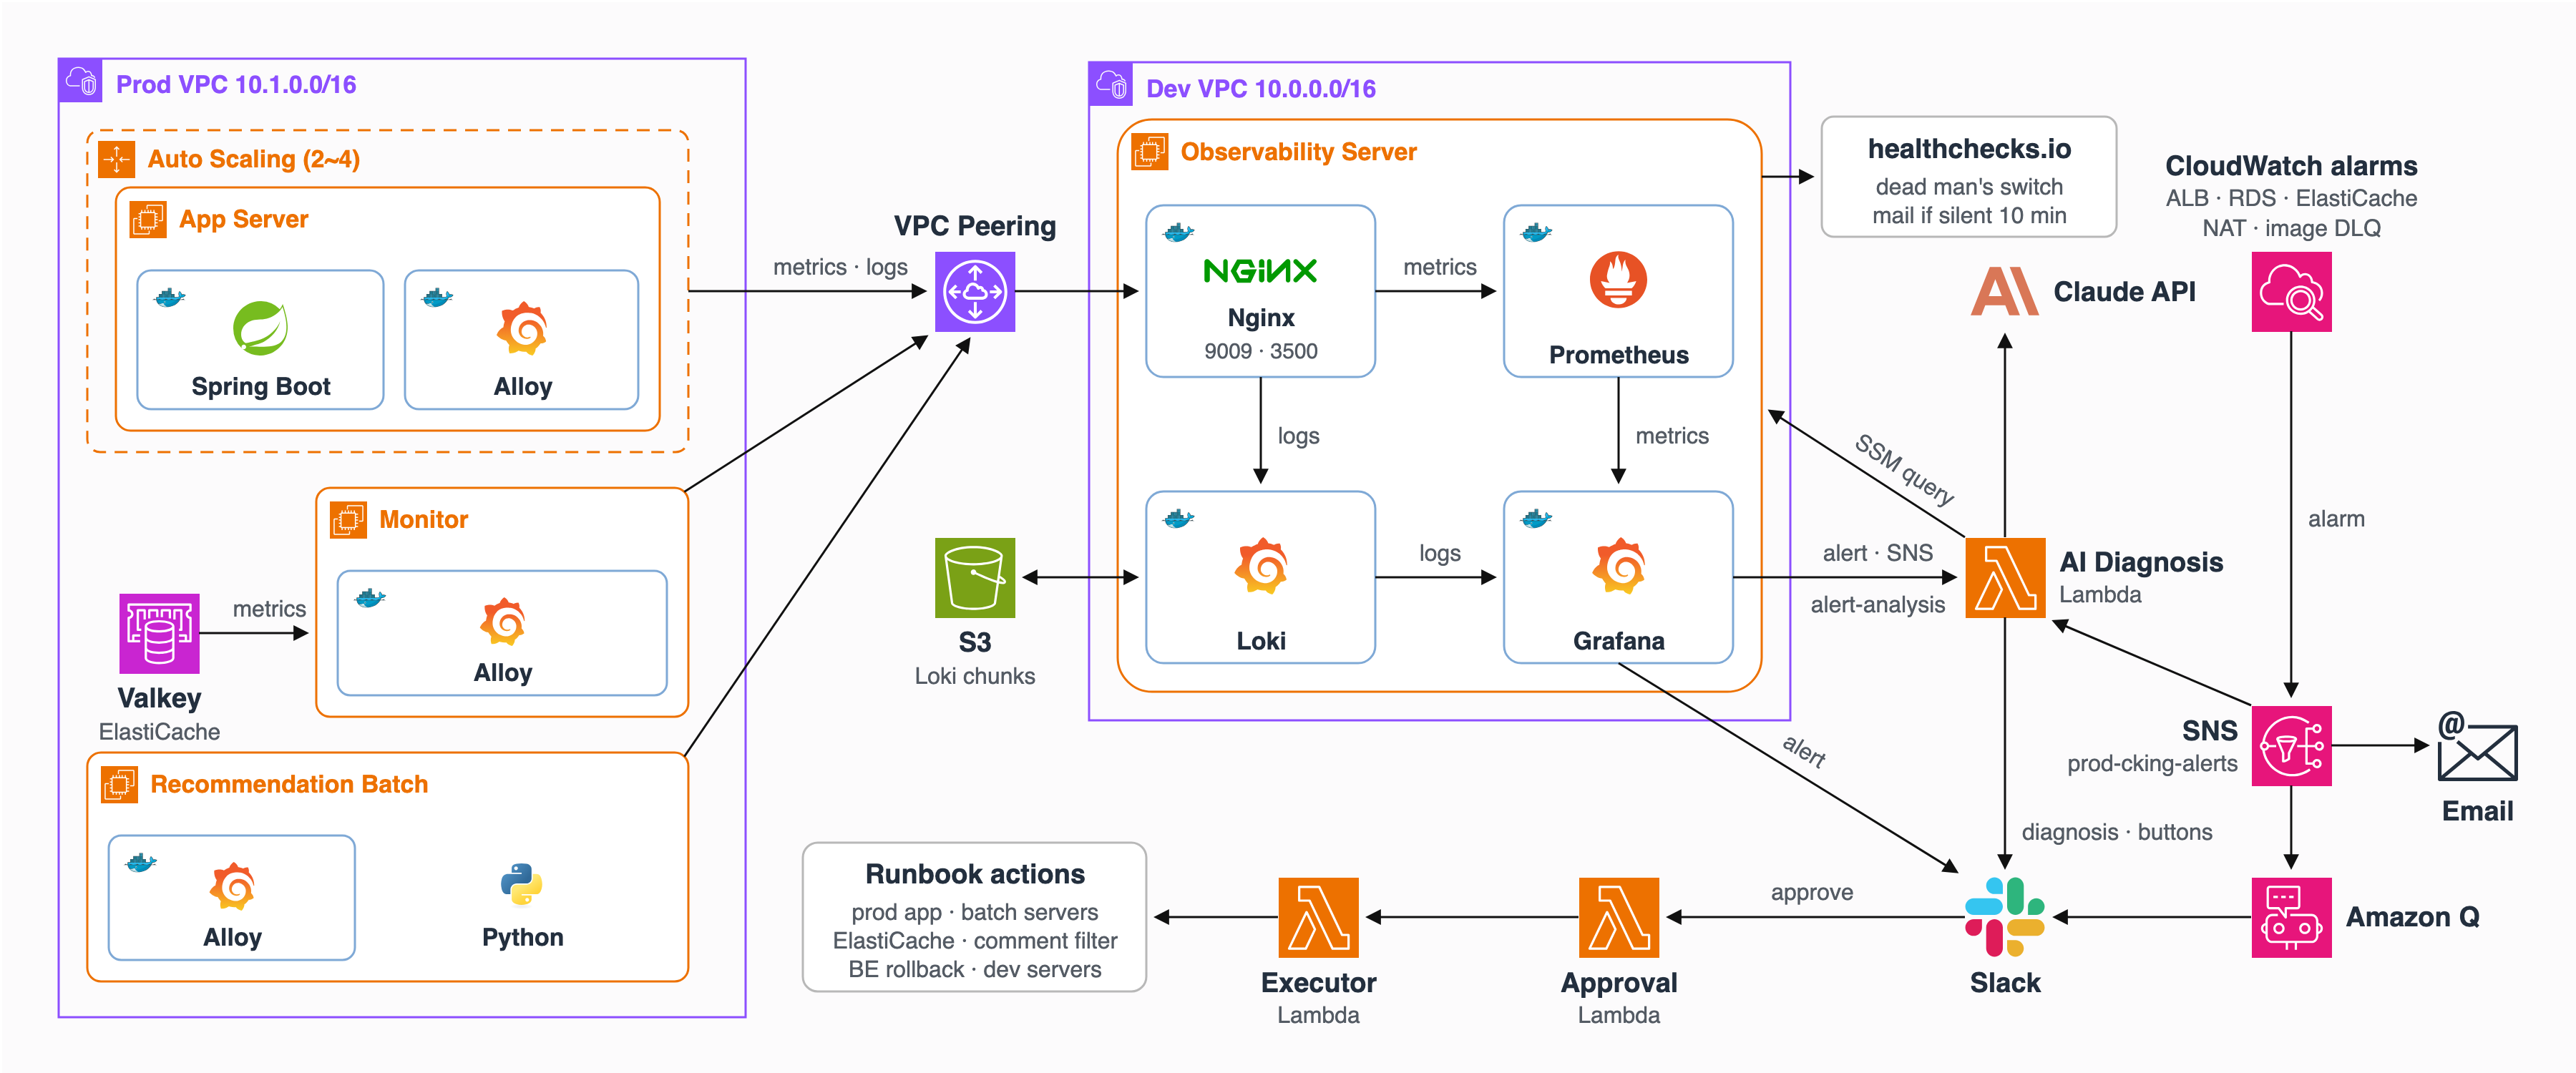 Prod VPC 10.1.0.0/16
Auto Scaling (2~4)
App Server
Spring Boot
Alloy
Monitor
Alloy
metrics
Valkey
ElastiCache
Recommendation Batch
Alloy
Python
metrics · logs
VPC Peering
S3
Loki chunks
Dev VPC 10.0.0.0/16
Observability Server
NGINX
Nginx
9009 · 3500
metrics
Prometheus
logs
metrics
Loki
logs
Grafana
healthchecks.io
dead man's switch
mail if silent 10 min
CloudWatch alarms
ALB · RDS · ElastiCache
NAT · image DLQ
Claude API
SSM query
alarm
alert · SNS
alert-analysis
AI Diagnosis
Lambda
SNS
prod-cking-alerts
@
Email
alert
diagnosis · buttons
Runbook actions
prod app · batch servers
ElastiCache · comment filter
BE rollback · dev servers
Executor
Lambda
Approval
Lambda
approve
Slack
Amazon Q